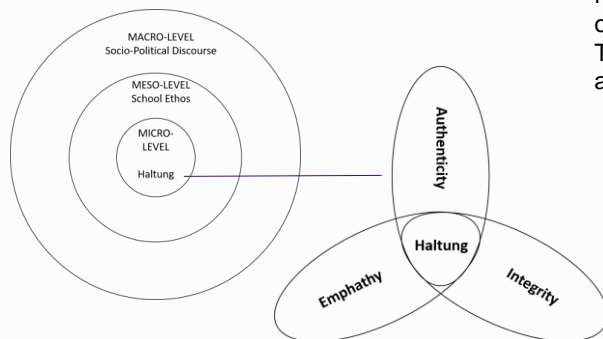 MACRO-LEVEL
Socio-Political Discourse
MESO-LEVEL
School Ethos
MICRO-
LEVEL
Haltung
Authenticity
Haltung
Emphathy
Integrity